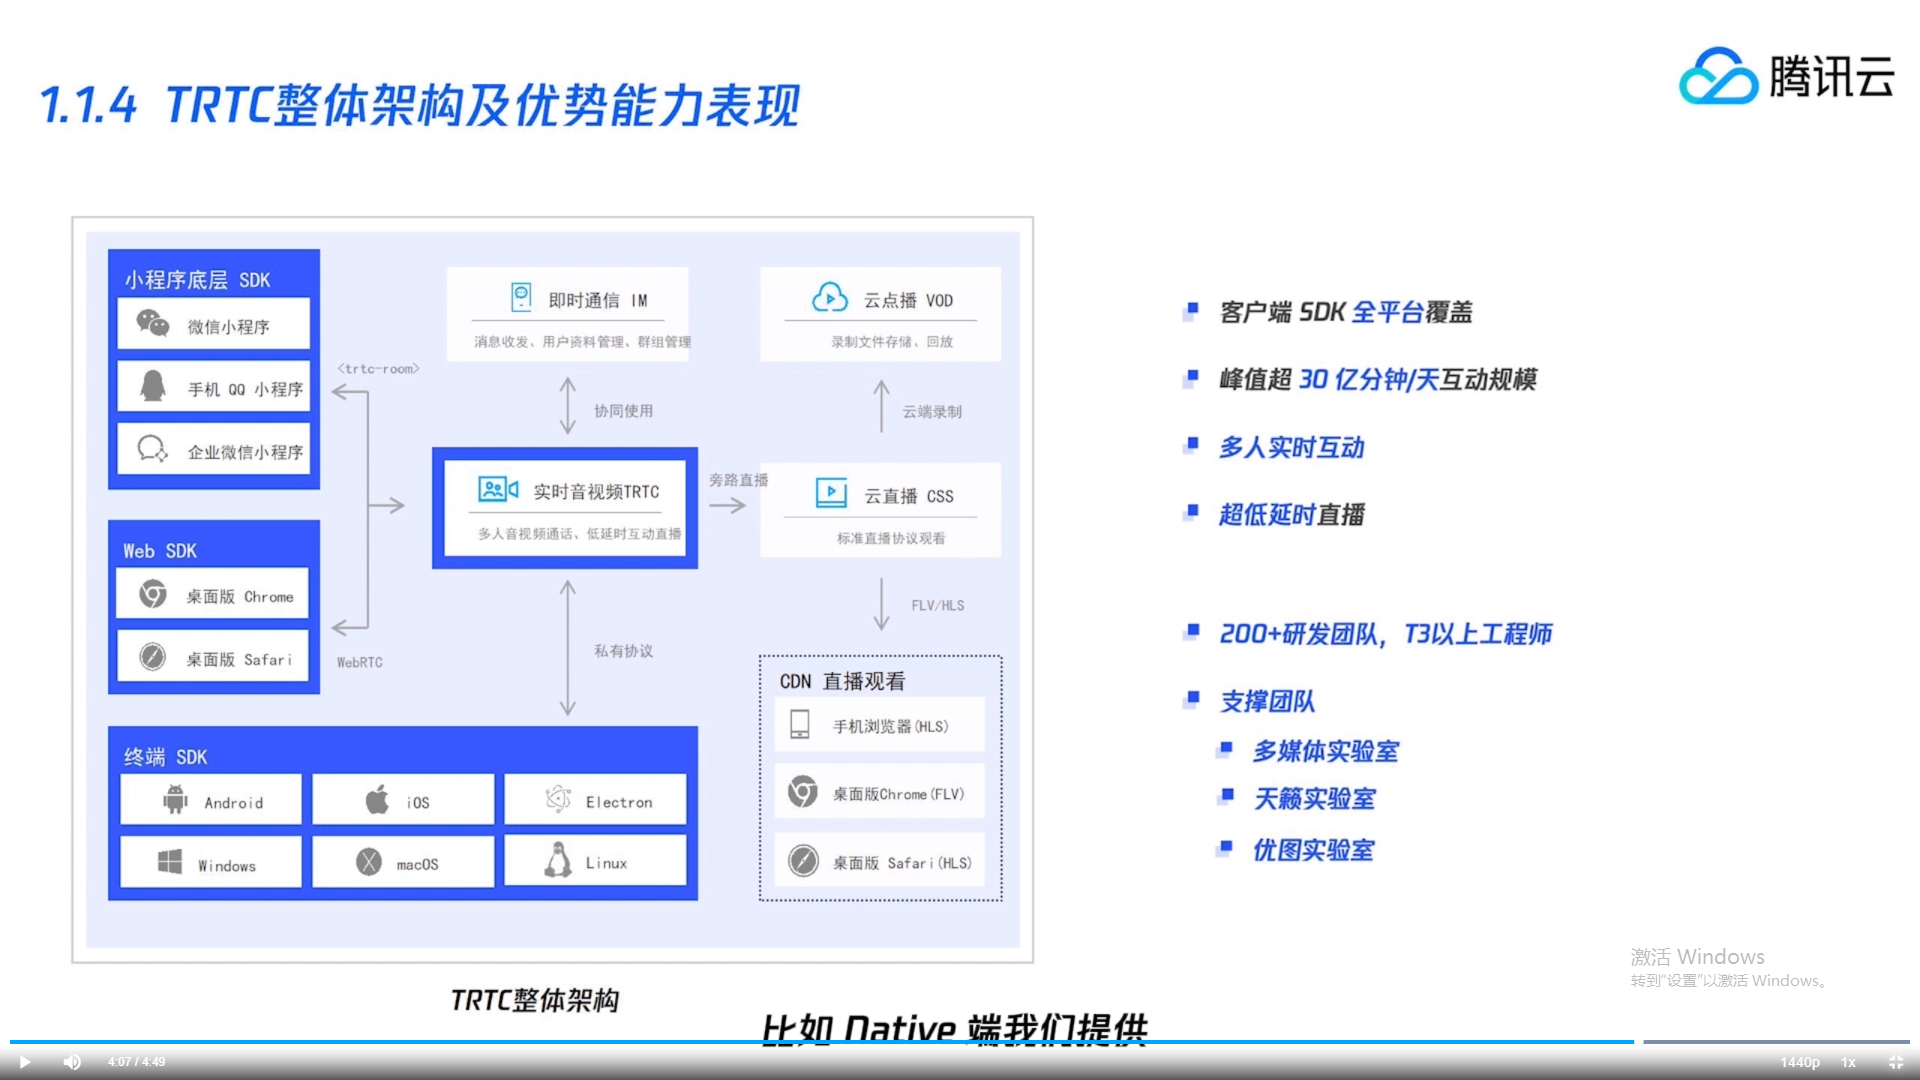 腾讯云
1.1.4 TRTC整体架构及优势能力表现
小程序底层 SDK
微信小程序
手机 QQ 小程序
企业微信小程序
<trtc-room>
Web SDK
桌面版 Chrome
桌面版 Safari
WebRTC
即时通信 IM
消息收发、用户资料管理、群组管理
协同使用
实时音视频TRTC
多人音视频通话、低延时互动直播
私有协议
旁路直播
云点播 VOD
录制文件存储、回放
云端录制
云直播 CSS
标准直播协议观看
FLV/HLS
CDN 直播观看
手机浏览器(HLS)
桌面版Chrome(FLV)
桌面版 Safari(HLS)
终端 SDK
Android
iOS
Electron
Windows
macOS
Linux
TRTC整体架构
客户端 SDK 全平台覆盖
峰值超 30 亿分钟/天互动规模
多人实时互动
超低延时直播
200+研发团队，T3以上工程师
支撑团队
多媒体实验室
天籁实验室
优图实验室
激活 Windows
转到“设置”以激活 Windows。
比如 Dative 端我们提供
4:07 / 4:49
1440p
1x